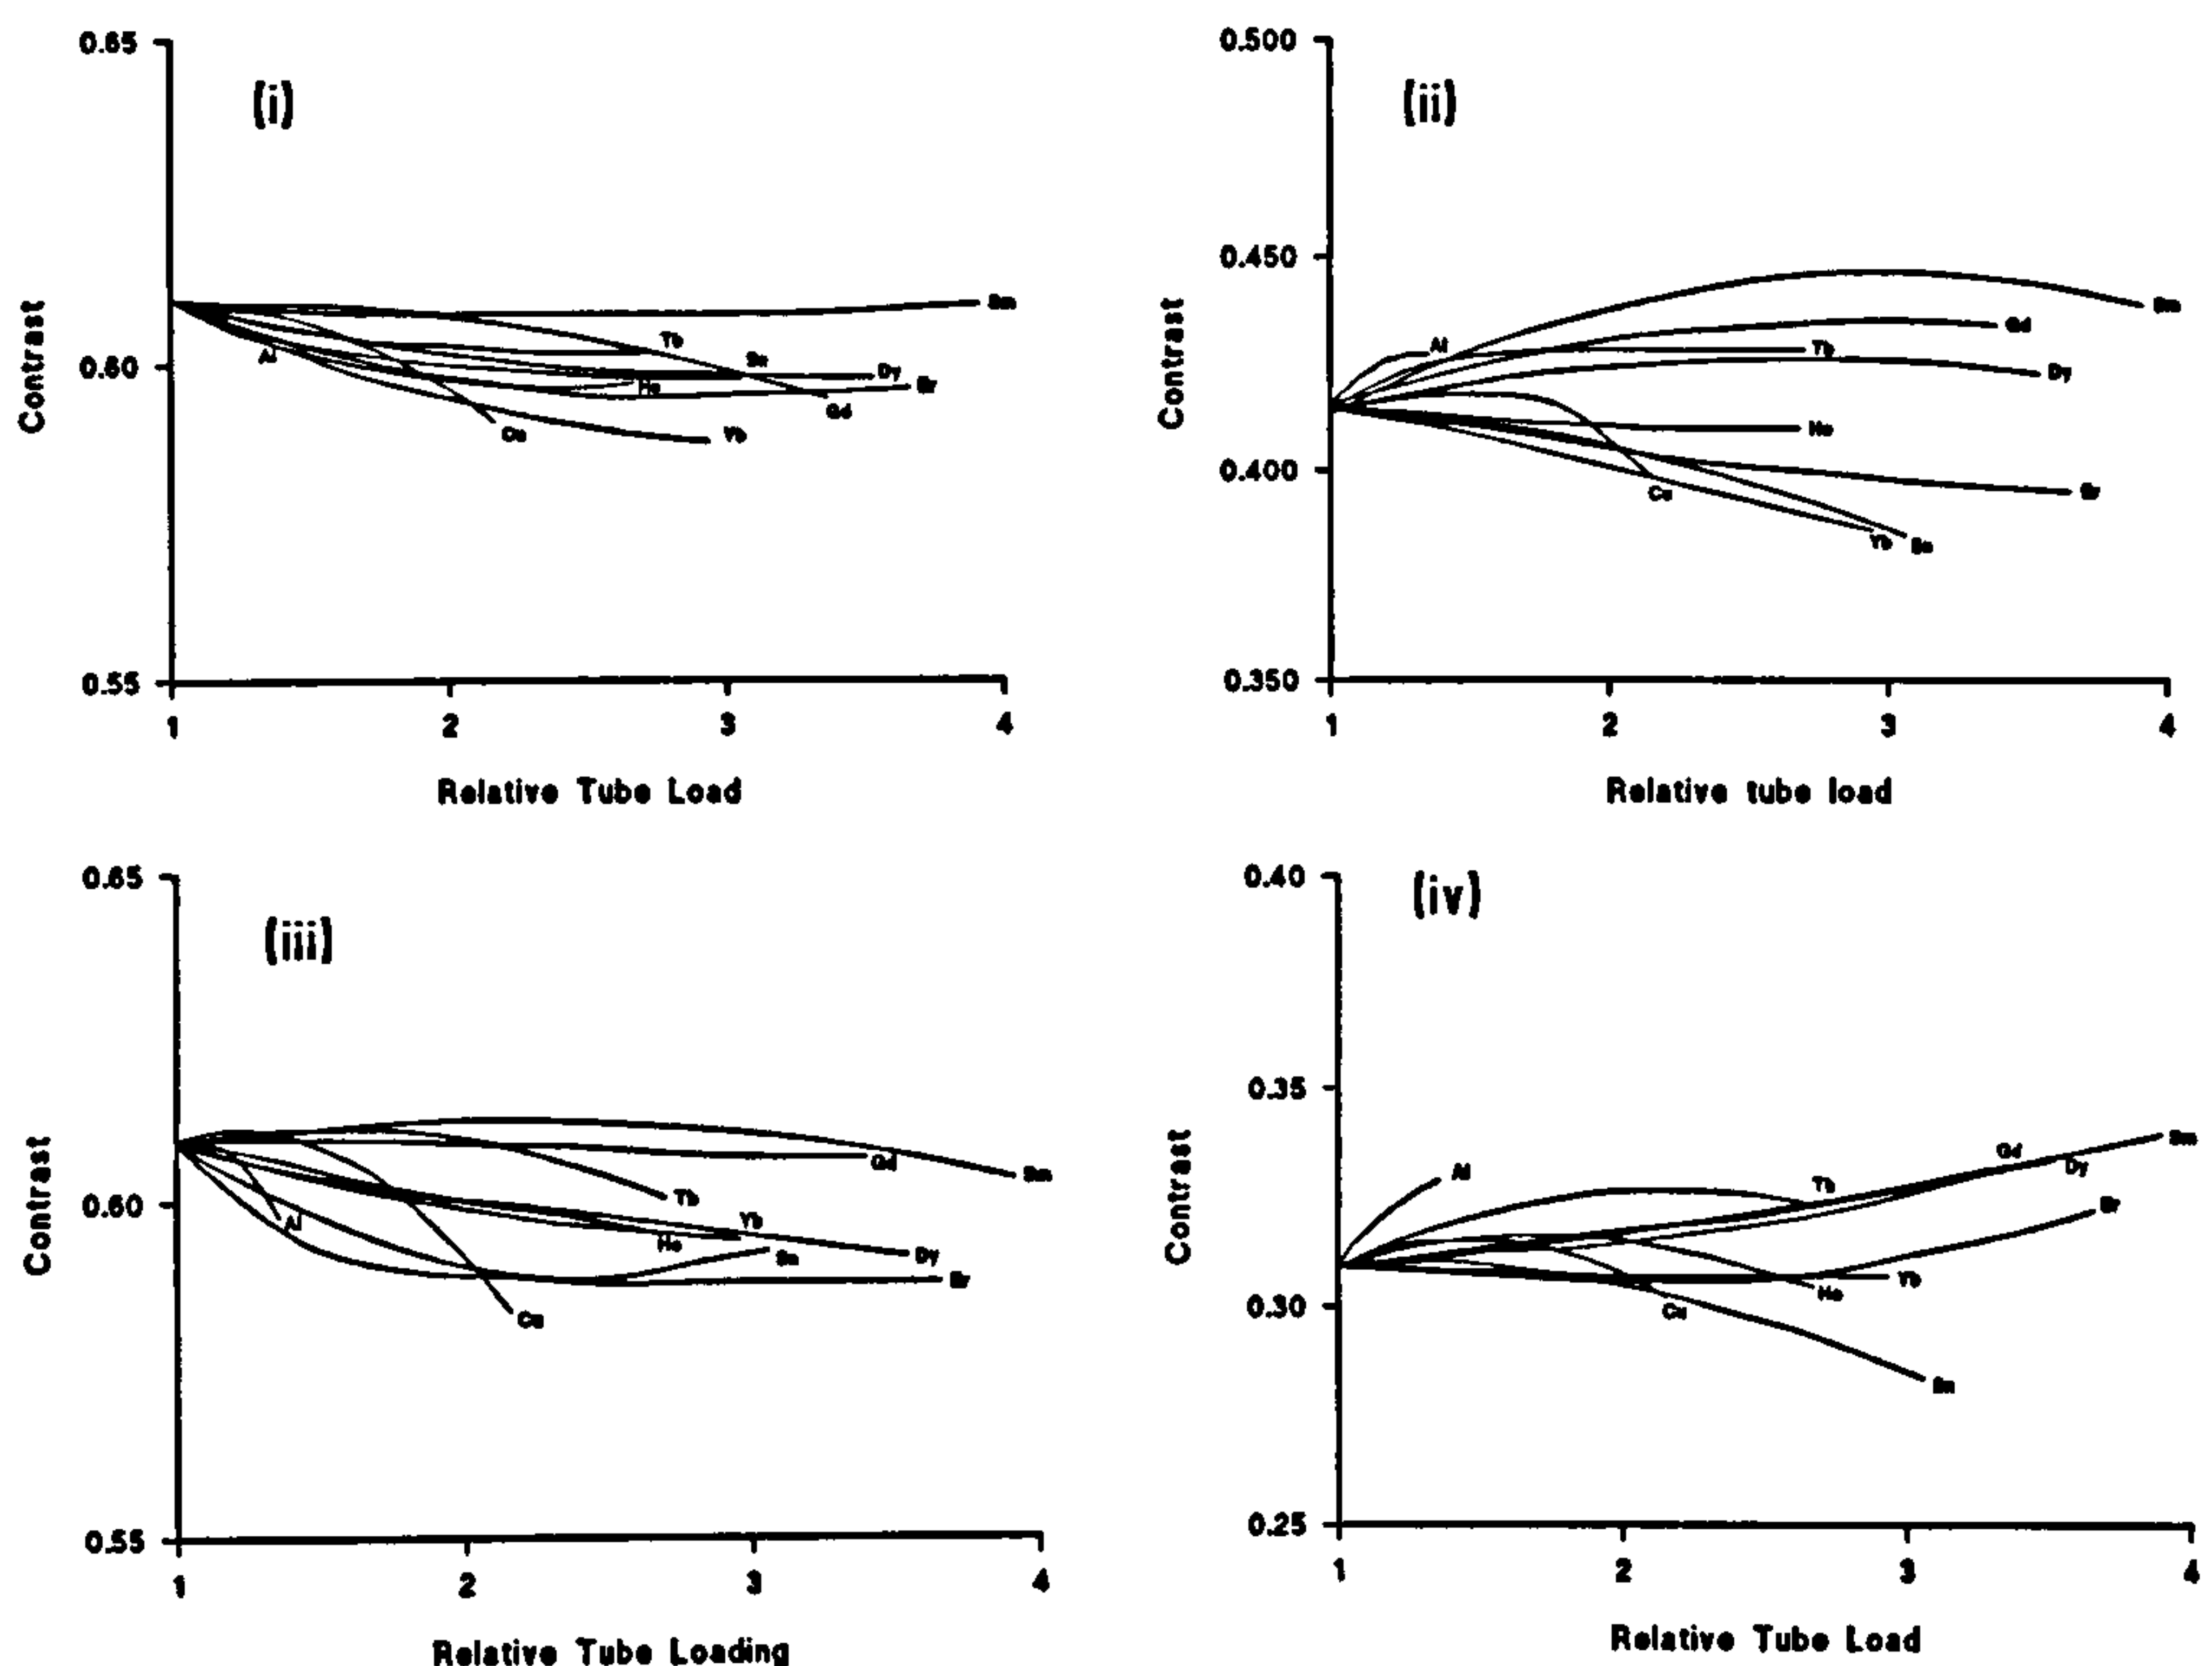 0.65
(i)
Contrast
0.60
Al
Tb
Sn
Dy
Er
Ho
Gd
Cu
Yb
Sm
0.55
1 2 3 4
Relative Tube Load
0.500
(ii)
0.450
Contrast
Al
Sm
Gd
Tb
Dy
Ho
0.400
Cu
Er
Yb Sn
0.350
1 2 3 4
Relative tube load
0.65
(iii)
Contrast
0.60
Al
Gd
Sm
Tb
Yb
Ho
Sn
Dy
Er
Cu
0.55
1 2 3 4
Relative Tube Loading
0.40
(iv)
0.35
Contrast
Al
Tb
Gd
Dy
Sm
Er
0.30
Cu
Ho
Yb
Sn
0.25
1 2 3 4
Relative Tube Load